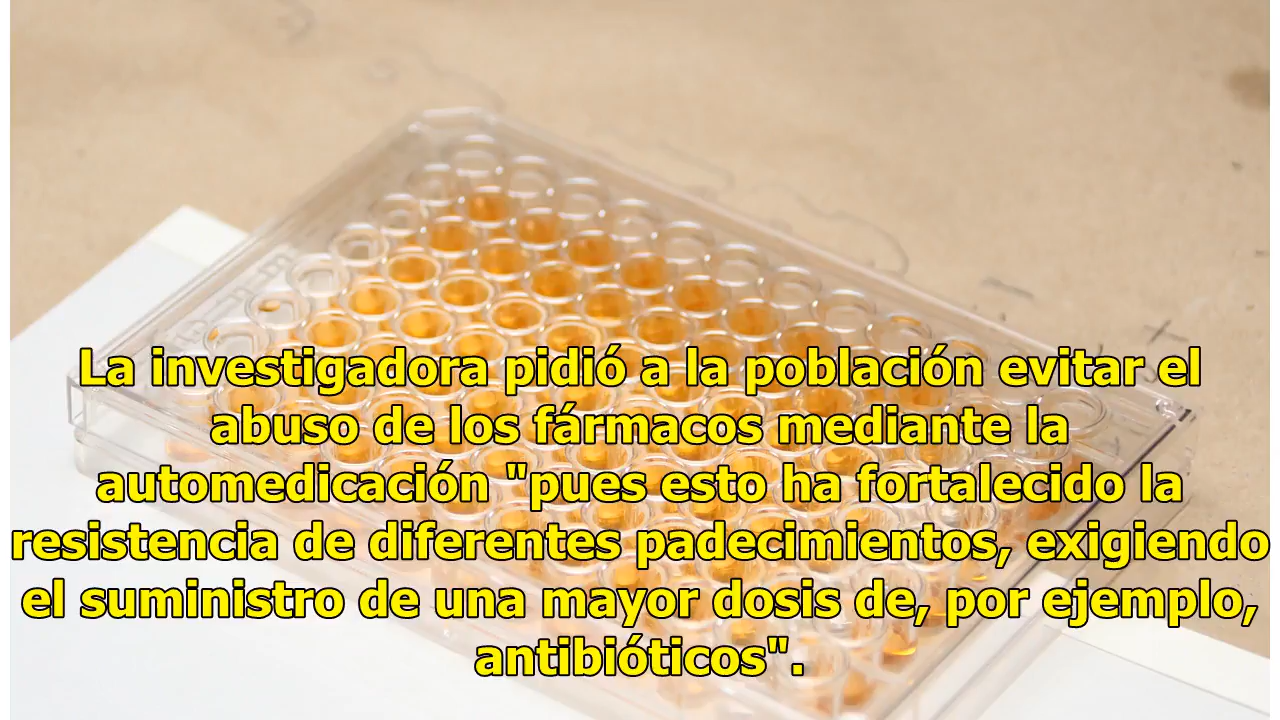 La investigadora pidió a la población evitar el
abuso de los fármacos mediante la
automedicación "pues esto ha fortalecido la
resistencia de diferentes padecimientos, exigiendo
el suministro de una mayor dosis de, por ejemplo,
antibióticos".